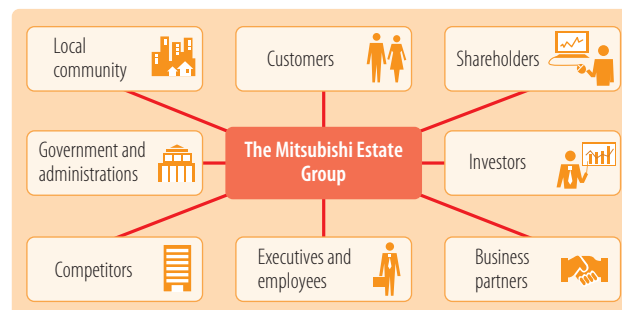 Local
community
Customers
Shareholders
Government and
administrations
The Mitsubishi Estate
Group
Investors
Competitors
Executives and
employees
Business
partners